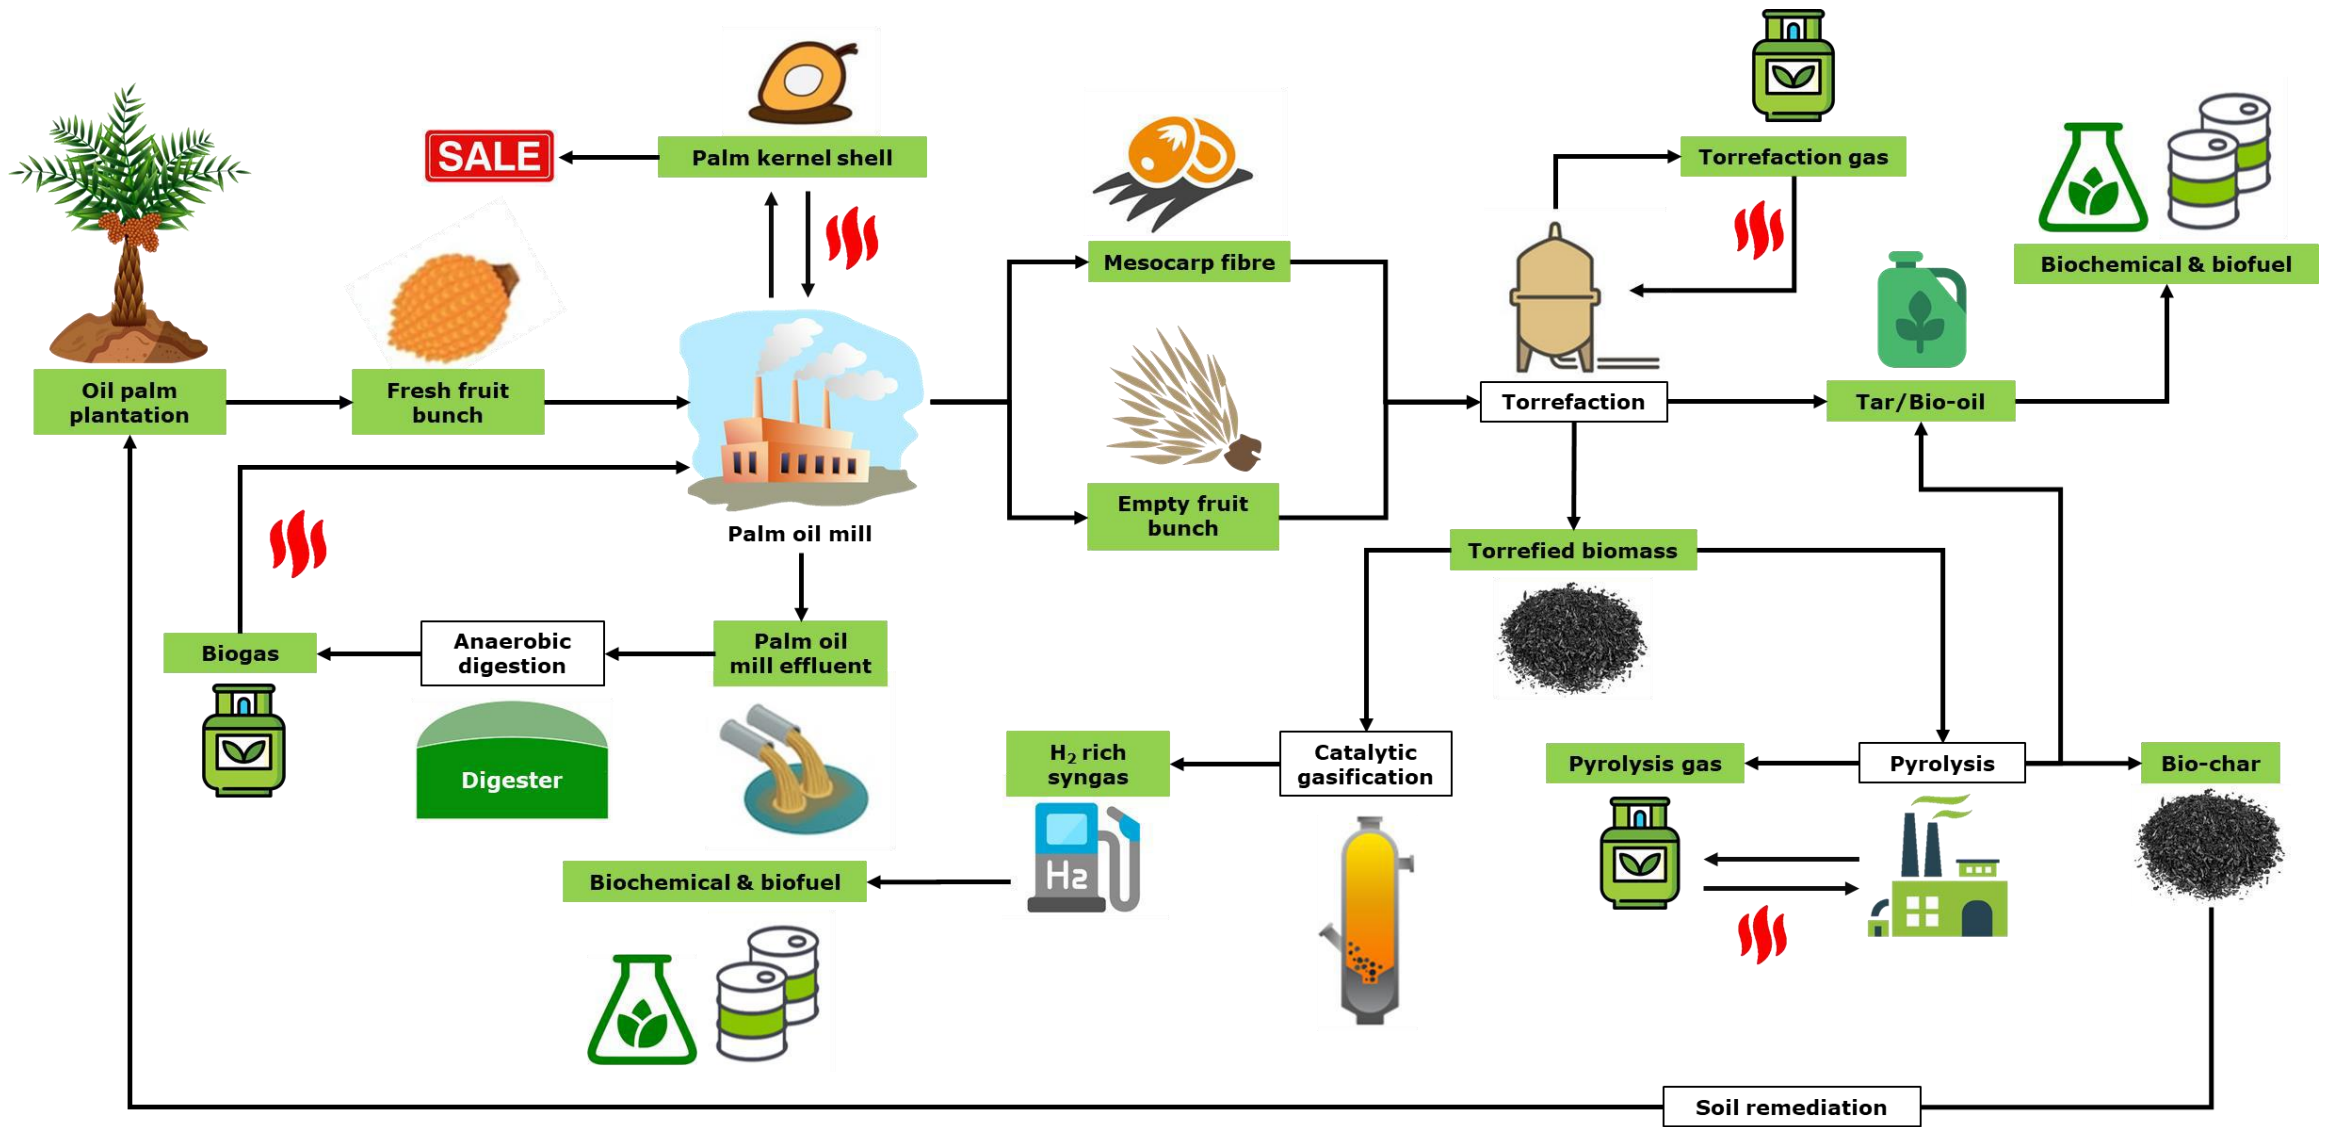 SALE
Palm kernel shell
Torrefaction gas
Mesocarp fibre
Biochemical & biofuel
Oil palm
plantation
Fresh fruit
bunch
Torrefaction
Tar/Bio-oil
Empty fruit
bunch
Palm oil mill
Torrefied biomass
Biogas
Anaerobic
digestion
Palm oil
mill effluent
Digester
H₂ rich
syngas
Catalytic
gasification
Pyrolysis gas
Pyrolysis
Bio-char
H2
Biochemical & biofuel
Soil remediation